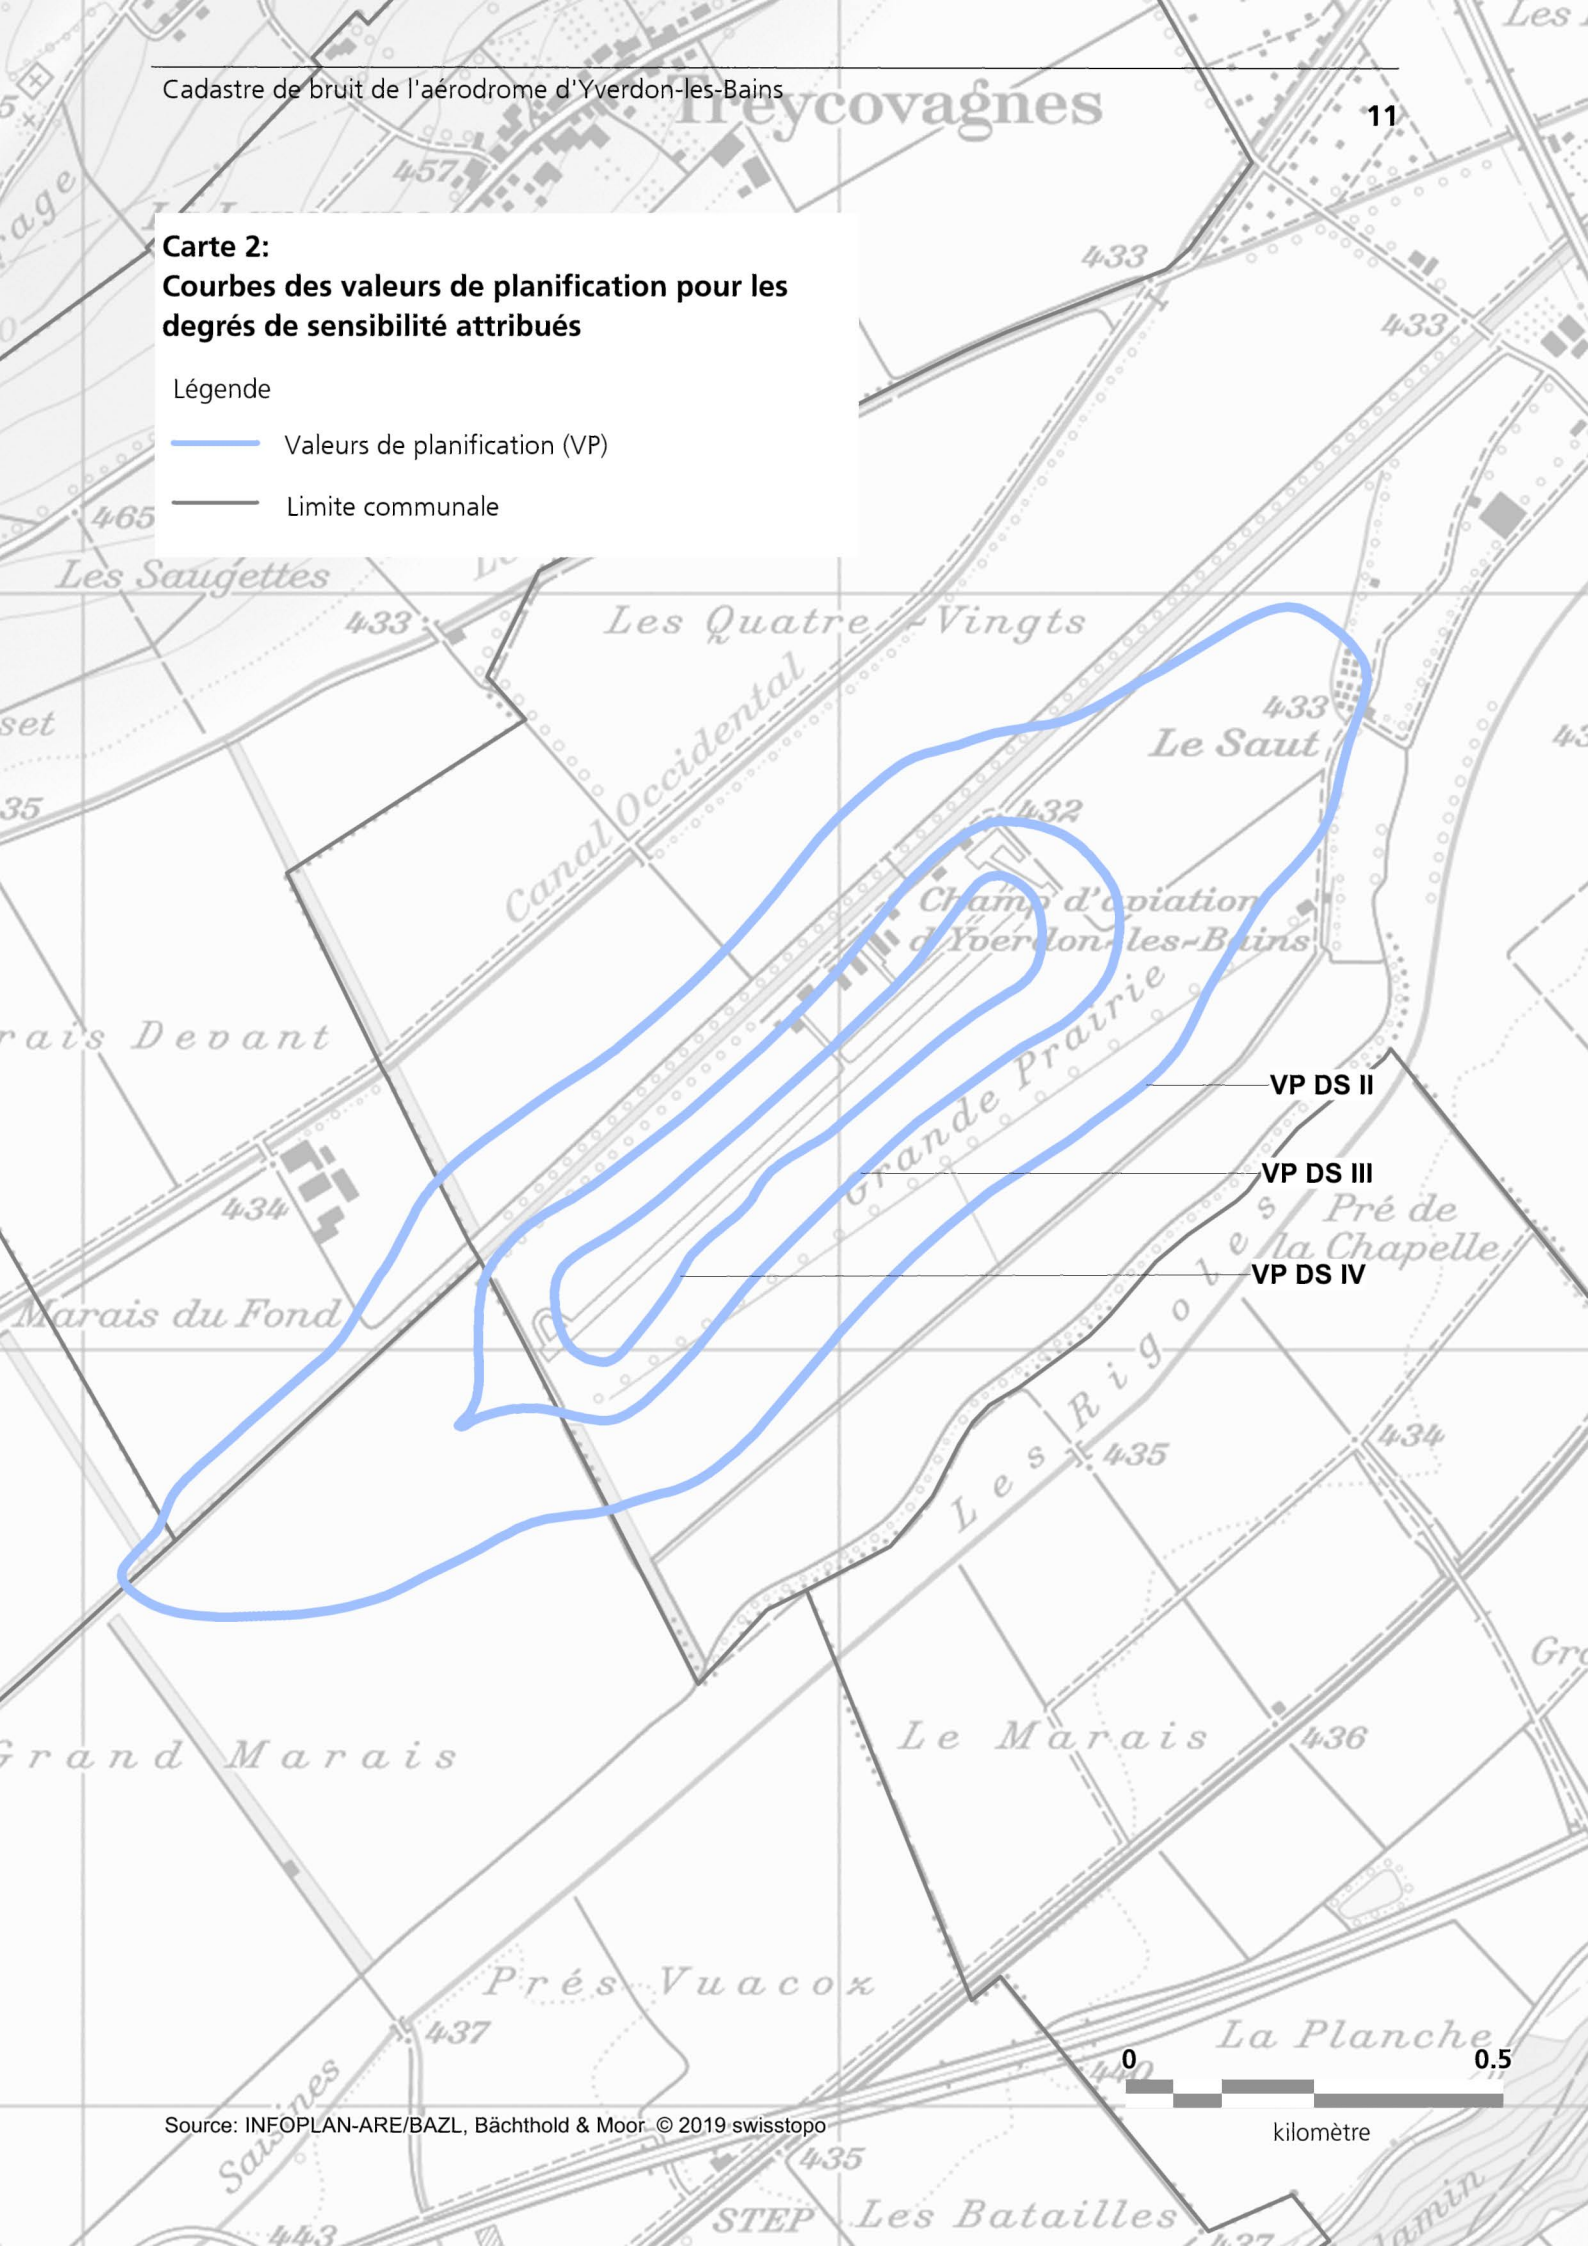 Les
Cadastre de bruit de l'aérodrome d'Yverdon-les-Bains
Treycovagnes
11
457
Carte 2:
Courbes des valeurs de planification pour les
degrés de sensibilité attribués
433
433
Légende
Valeurs de planification (VP)
Limite communale
465
Les Saugettes
433
Les Quatre-Vingts
Canal Occidental
433
Le Saut
432
Champ d'aviation
d'Yverdon-les-Bains
Devant
Grande Prairie
VP DS II
VP DS III
434
Pré de
la Chapelle
VP DS IV
Marais du Fond
Les Rigoles
434
435
Le Marais
436
Grand Marais
Prés Vuacoz
437
La Planche
0
0.5
440
kilomètre
Source: INFOPLAN-ARE/BAZL, Bächthold & Moor © 2019 swisstopo
Saisines
435
STEP
Les Batailles
443
437